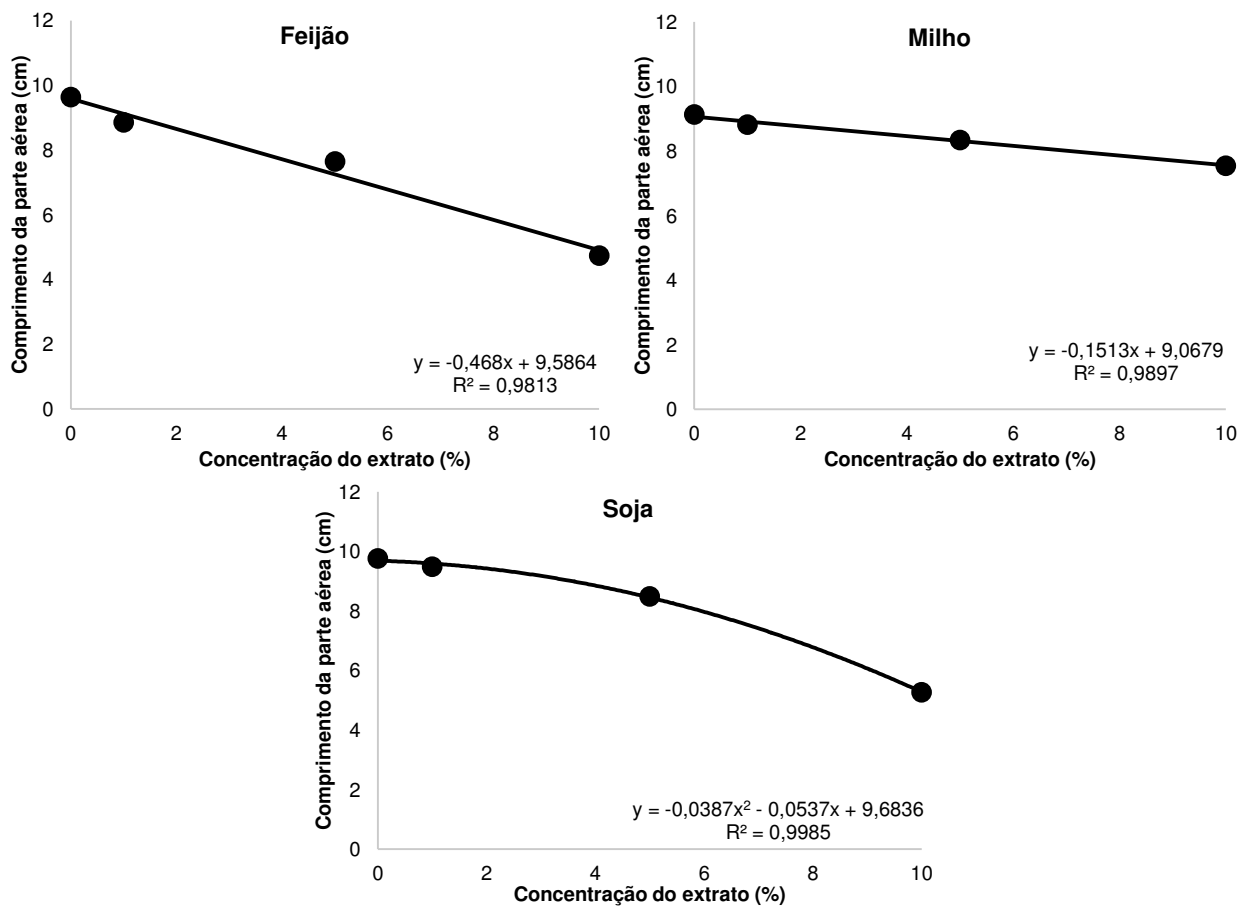 Feijão
Comprimento da parte aérea (cm)
12
10
8
6
4
2
0
y = -0,468x + 9,5864
R² = 0,9813
0 2 4 6 8 10
Concentração do extrato (%)
Milho
Comprimento da parte aérea (cm)
12
10
8
6
4
2
0
y = -0,1513x + 9,0679
R² = 0,9897
0 2 4 6 8 10
Concentração do extrato (%)
Soja
Comprimento da parte aérea (cm)
12
10
8
6
4
2
0
y = -0,0387x² - 0,0537x + 9,6836
R² = 0,9985
0 2 4 6 8 10
Concentração do extrato (%)